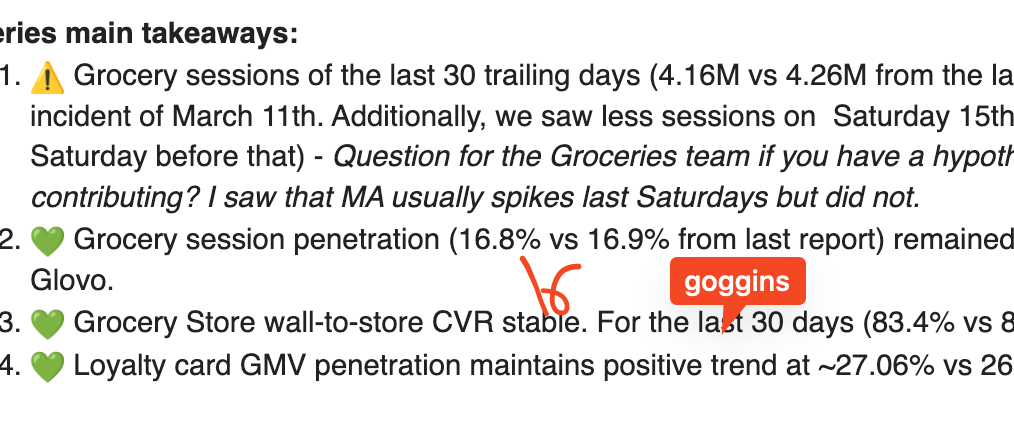 eries main takeaways:
1. ⚠️ Grocery sessions of the last 30 trailing days (4.16M vs 4.26M from the la
incident of March 11th. Additionally, we saw less sessions on  Saturday 15th
Saturday before that) - Question for the Groceries team if you have a hypoth
contributing? I saw that MA usually spikes last Saturdays but did not.
2. 💚 Grocery session penetration (16.8% vs 16.9% from last report) remained
Glovo.
goggins
3. 💚 Grocery Store wall-to-store CVR stable. For the last 30 days (83.4% vs 8
4. 💚 Loyalty card GMV penetration maintains positive trend at ~27.06% vs 26